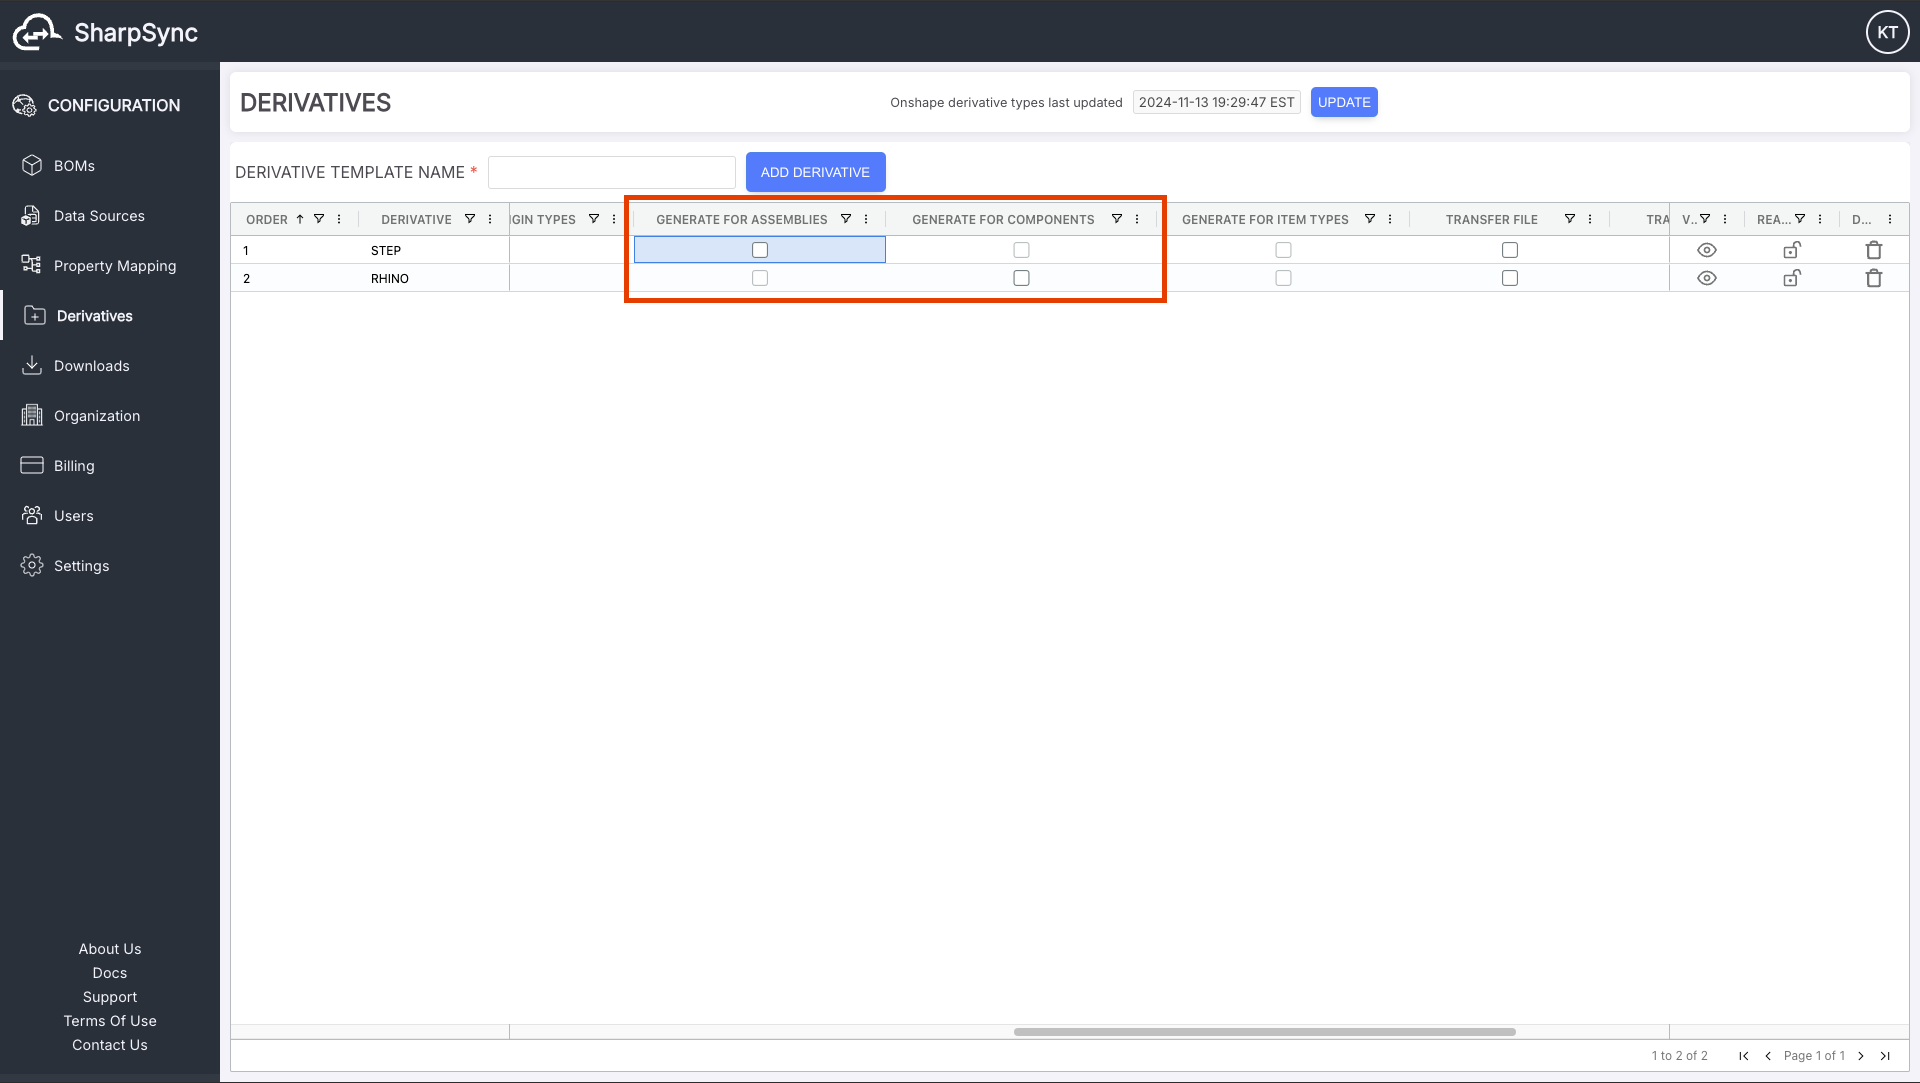 SharpSync
KT
CONFIGURATION
BOMs
Data Sources
Property Mapping
Derivatives
Downloads
Organization
Billing
Users
Settings
About Us
Docs
Support
Terms Of Use
Contact Us
DERIVATIVES
Onshape derivative types last updated 2024-11-13 19:29:47 EST UPDATE
DERIVATIVE TEMPLATE NAME * ADD DERIVATIVE
ORDER DERIVATIVE GIN TYPES GENERATE FOR ASSEMBLIES GENERATE FOR COMPONENTS GENERATE FOR ITEM TYPES TRANSFER FILE TRA V... REA... D...
1 STEP
2 RHINO
1 to 2 of 2 Page 1 of 1